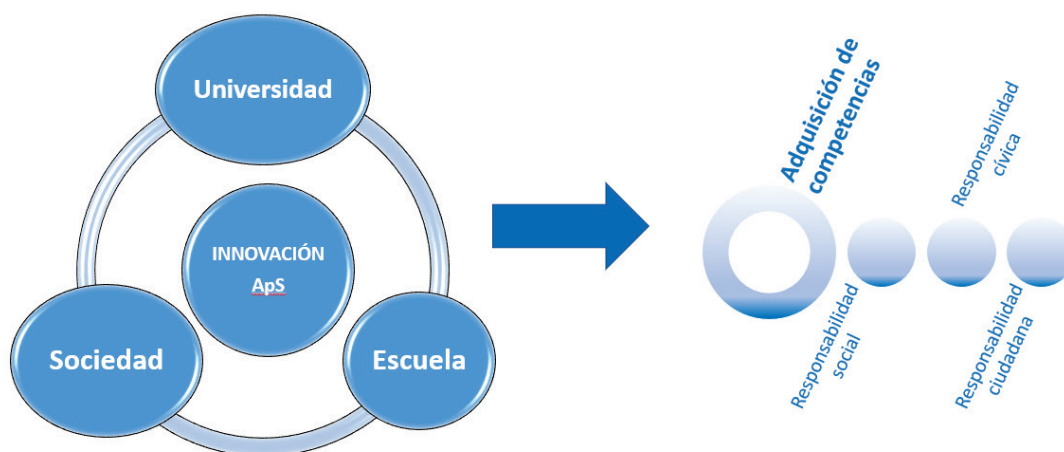 Universidad
INNOVACIÓN
ApS
Sociedad
Escuela
Adquisición de
competencias
Responsabilidad
social
Responsabilidad
cívica
Responsabilidad
ciudadana